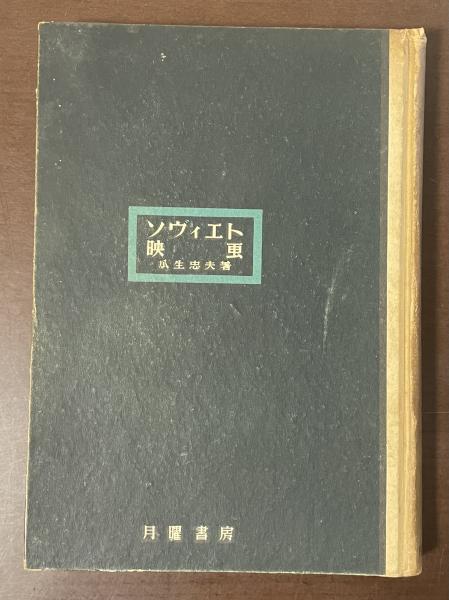 ソヴィエト
映画
瓜生忠夫著
月曜書房